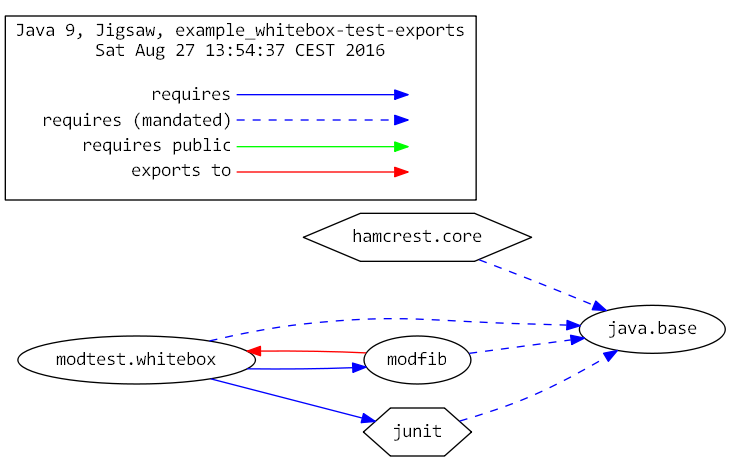 Java 9, Jigsaw, example_whitebox-test-exports
Sat Aug 27 13:54:37 CEST 2016
requires
requires (mandated)
requires public
exports to
hamcrest.core
java.base
modtest.whitebox
modfib
junit